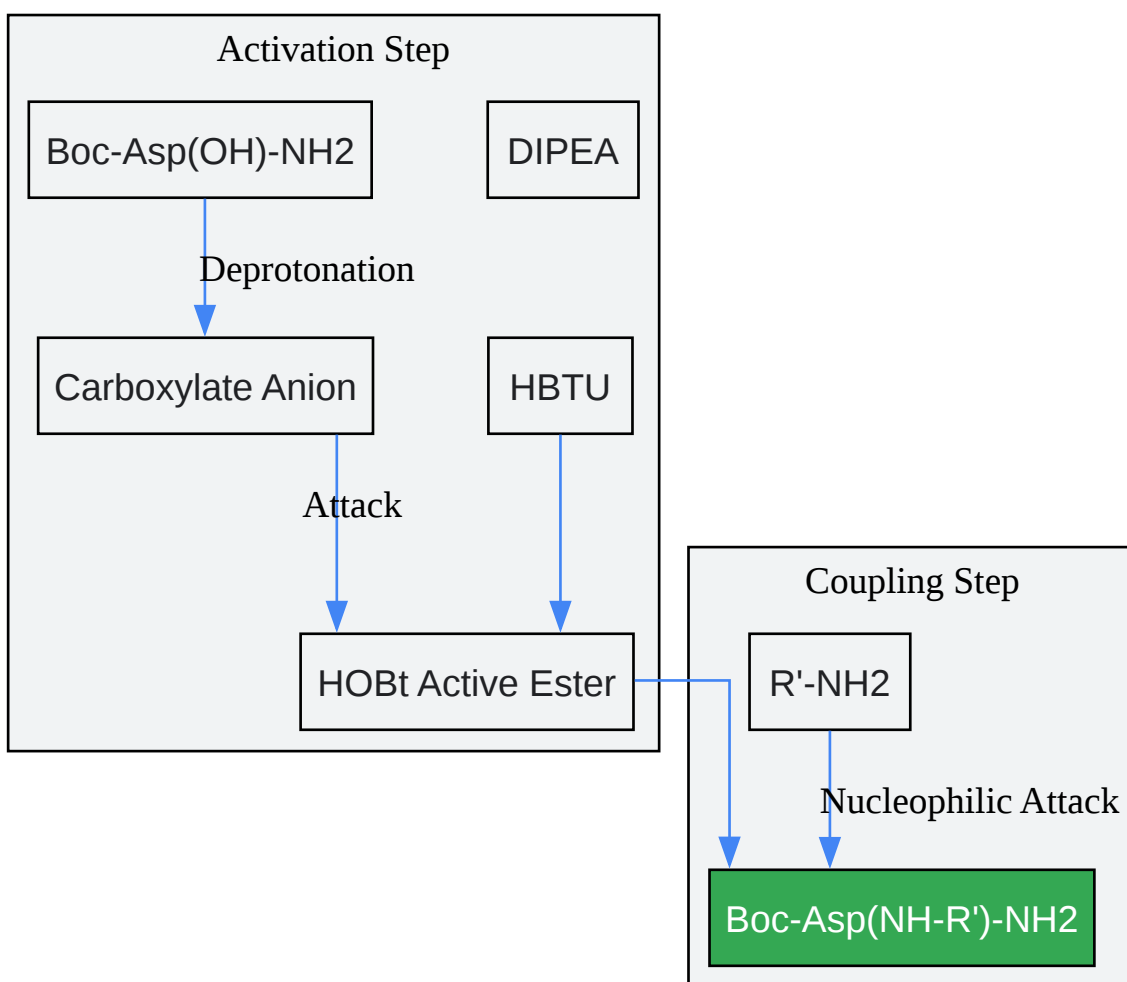 Activation Step
Boc-Asp(OH)-NH2
DIPEA
Deprotonation
Carboxylate Anion
HBTU
Attack
HOBt Active Ester
Coupling Step
R'-NH2
Nucleophilic Attack
Boc-Asp(NH-R')-NH2